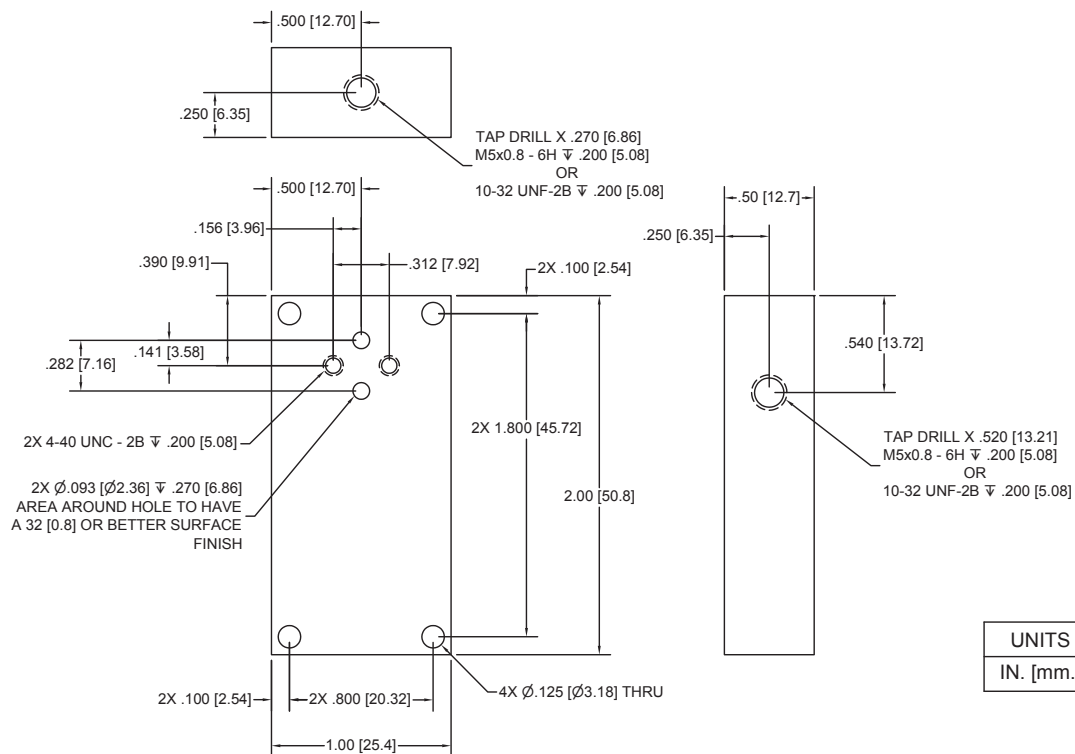 .500 [12.70]
.250 [6.35]
TAP DRILL X .270 [6.86]
M5x0.8 - 6H ↧ .200 [5.08]
OR
10-32 UNF-2B ↧ .200 [5.08]
.500 [12.70]
.50 [12.7]
.156 [3.96]
.250 [6.35]
.390 [9.91]
.312 [7.92]
2X .100 [2.54]
.141 [3.58]
.282 [7.16]
.540 [13.72]
2X 1.800 [45.72]
2X 4-40 UNC - 2B ↧ .200 [5.08]
TAP DRILL X .520 [13.21]
M5x0.8 - 6H ↧ .200 [5.08]
OR
10-32 UNF-2B ↧ .200 [5.08]
2X Ø.093 [Ø2.36] ↧ .270 [6.86]
AREA AROUND HOLE TO HAVE
A 32 [0.8] OR BETTER SURFACE
FINISH
2.00 [50.8]
UNITS
IN. [mm.
2X .100 [2.54]
2X .800 [20.32]
4X Ø.125 [Ø3.18] THRU
1.00 [25.4]